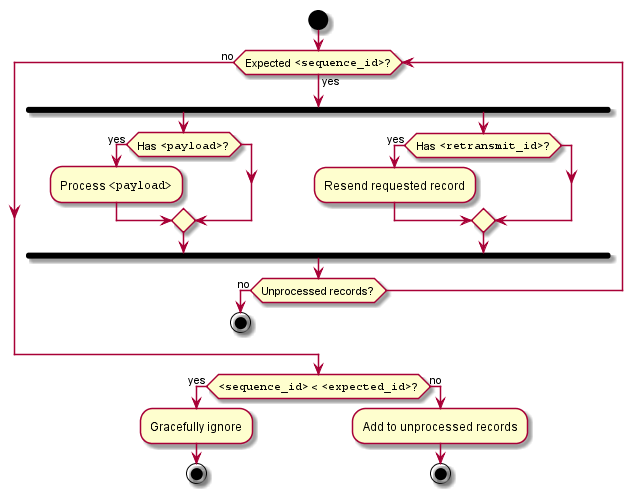 no
Expected <sequence_id>?
yes
yes
Has <payload>?
yes
Has <retransmit_id>?
Process <payload>
Resend requested record
no
Unprocessed records?
yes
<sequence_id> < <expected_id>?
no
Gracefully ignore
Add to unprocessed records